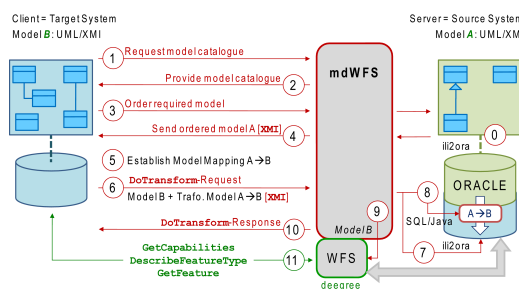 Client = Target System
Model B: UML/XMI
Server = Source System
Model A: UML/XMI
1 Request model catalogue
mdWFS
Provide model catalogue 2
3 Order required model
Send ordered model A [XMI] 4
0
ili2ora
5 Establish Model Mapping A→B
6 DoTransform-Request
Model B + Trafo. Model A→B [XMI]
ORACLE
8
A→B
SQL/Java
9
DoTransform-Response 10
Model B
7
ili2ora
GetCapabilities
DescribeFeatureType 11
GetFeature
WFS
deegree